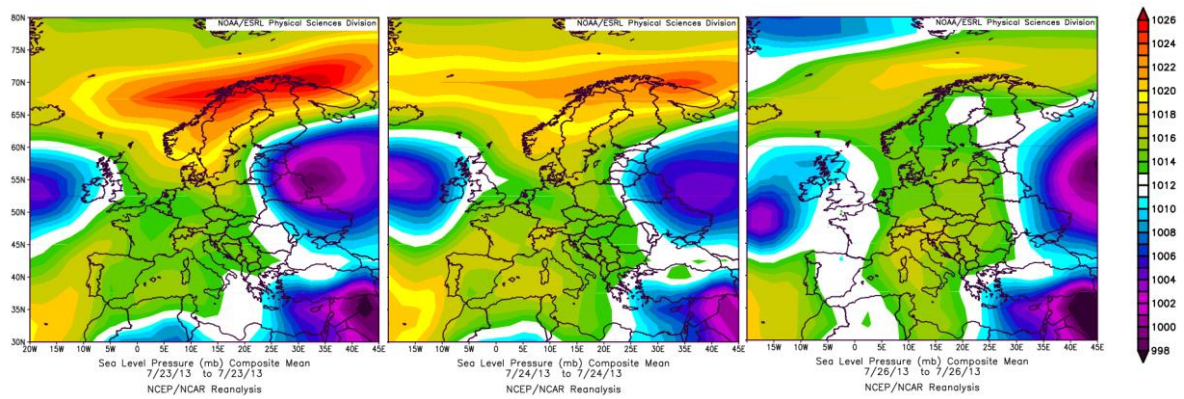 NOAA/ESRL Physical Sciences Division
80N
75N
70N
65N
60N
55N
50N
45N
40N
35N
30N
20W 15W 10W 5W 0 5E 10E 15E 20E 25E 30E 35E 40E 45E
Sea Level Pressure (mb) Composite Mean
7/23/13 to 7/23/13
NCEP/NCAR Reanalysis
NOAA/ESRL Physical Sciences Division
15W 10W 5W 0 5E 10E 15E 20E 25E 30E 35E 40E 45E
Sea Level Pressure (mb) Composite Mean
7/24/13 to 7/24/13
NCEP/NCAR Reanalysis
NOAA/ESRL Physical Sciences Division
15W 10W 5W 0 5E 10E 15E 20E 25E 30E 35E 40E 45E
Sea Level Pressure (mb) Composite Mean
7/26/13 to 7/26/13
NCEP/NCAR Reanalysis
1026
1024
1022
1020
1018
1016
1014
1012
1010
1008
1006
1004
1002
1000
998